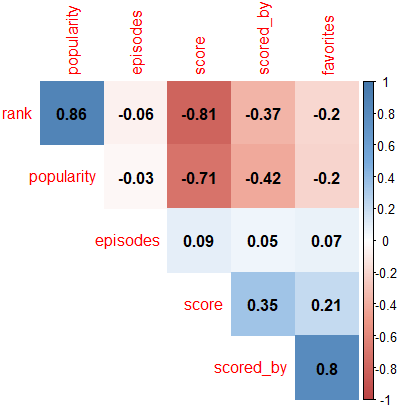 popularity episodes score scored_by favorites
rank 0.86 -0.06 -0.81 -0.37 -0.2
popularity -0.03 -0.71 -0.42 -0.2
episodes 0.09 0.05 0.07
score 0.35 0.21
scored_by 0.8
1
0.8
0.6
0.4
0.2
0
-0.2
-0.4
-0.6
-0.8
-1